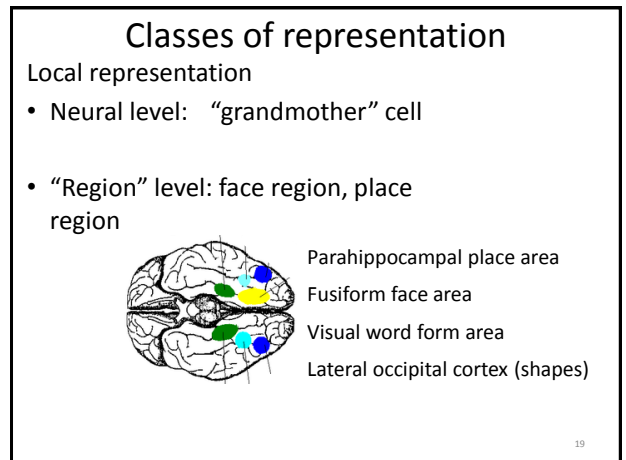 Classes of representation
Local representation
• Neural level: “grandmother” cell
• “Region” level: face region, place
region
Parahippocampal place area
Fusiform face area
Visual word form area
Lateral occipital cortex (shapes)
19